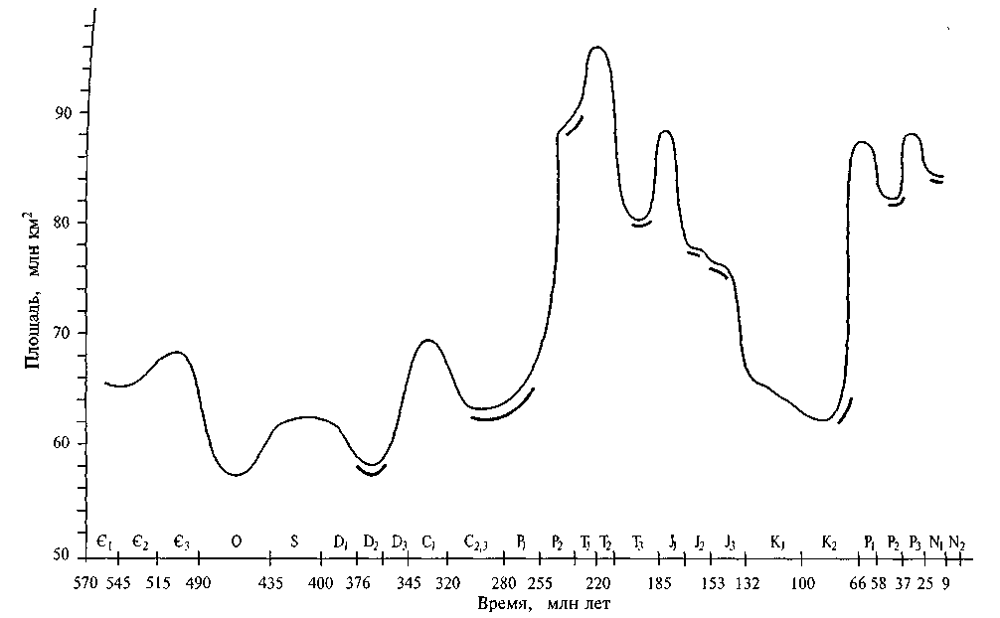 90
80
70
60
50
Площадь, млн км²
Є₁ Є₂ Є₃ O S D₁ D₂ D₃ C₁ C₂,₃ P₁ P₂ T₁ T₂ T₃ J₁ J₂ J₃ K₁ K₂ P₁ P₂ P₃ N₁ N₂
570 545 515 490 435 400 376 345 320 280 255 220 185 153 132 100 66 58 37 25 9
Время, млн лет